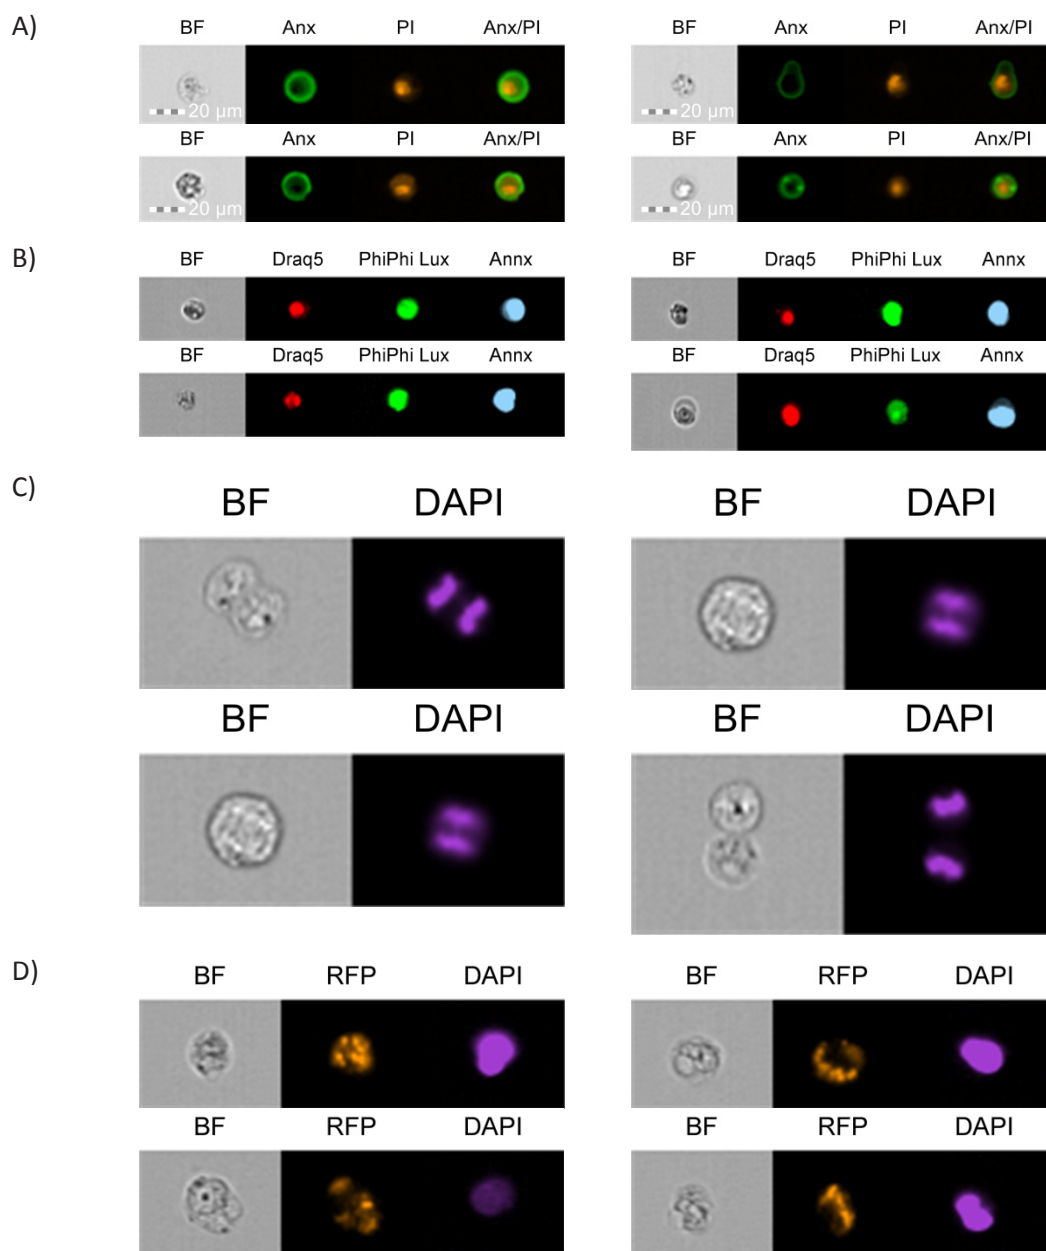 A)
BF Anx PI Anx/PI BF Anx PI Anx/PI
20 µm 20 µm
BF Anx PI Anx/PI BF Anx PI Anx/PI
20 µm 20 µm
B)
BF Draq5 PhiPhi Lux Annx BF Draq5 PhiPhi Lux Annx
BF Draq5 PhiPhi Lux Annx BF Draq5 PhiPhi Lux Annx
C)
BF DAPI BF DAPI
BF DAPI BF DAPI
D)
BF RFP DAPI BF RFP DAPI
BF RFP DAPI BF RFP DAPI